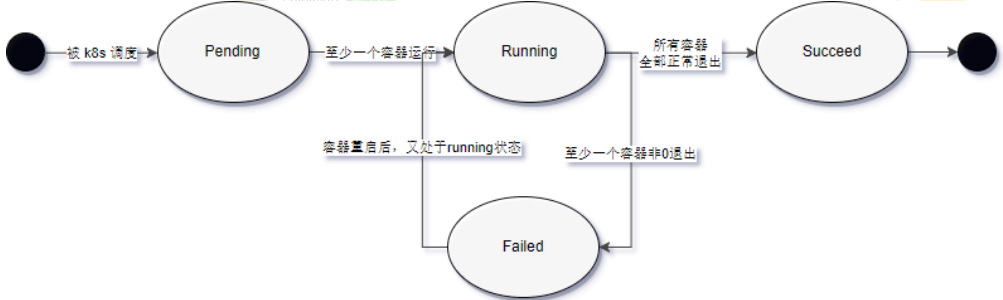 被 k8s 调度
Pending
至少一个容器运行
Running
所有容器
全部正常退出
Succeed
容器重启后，又处于running状态
至少一个容器非0退出
Failed